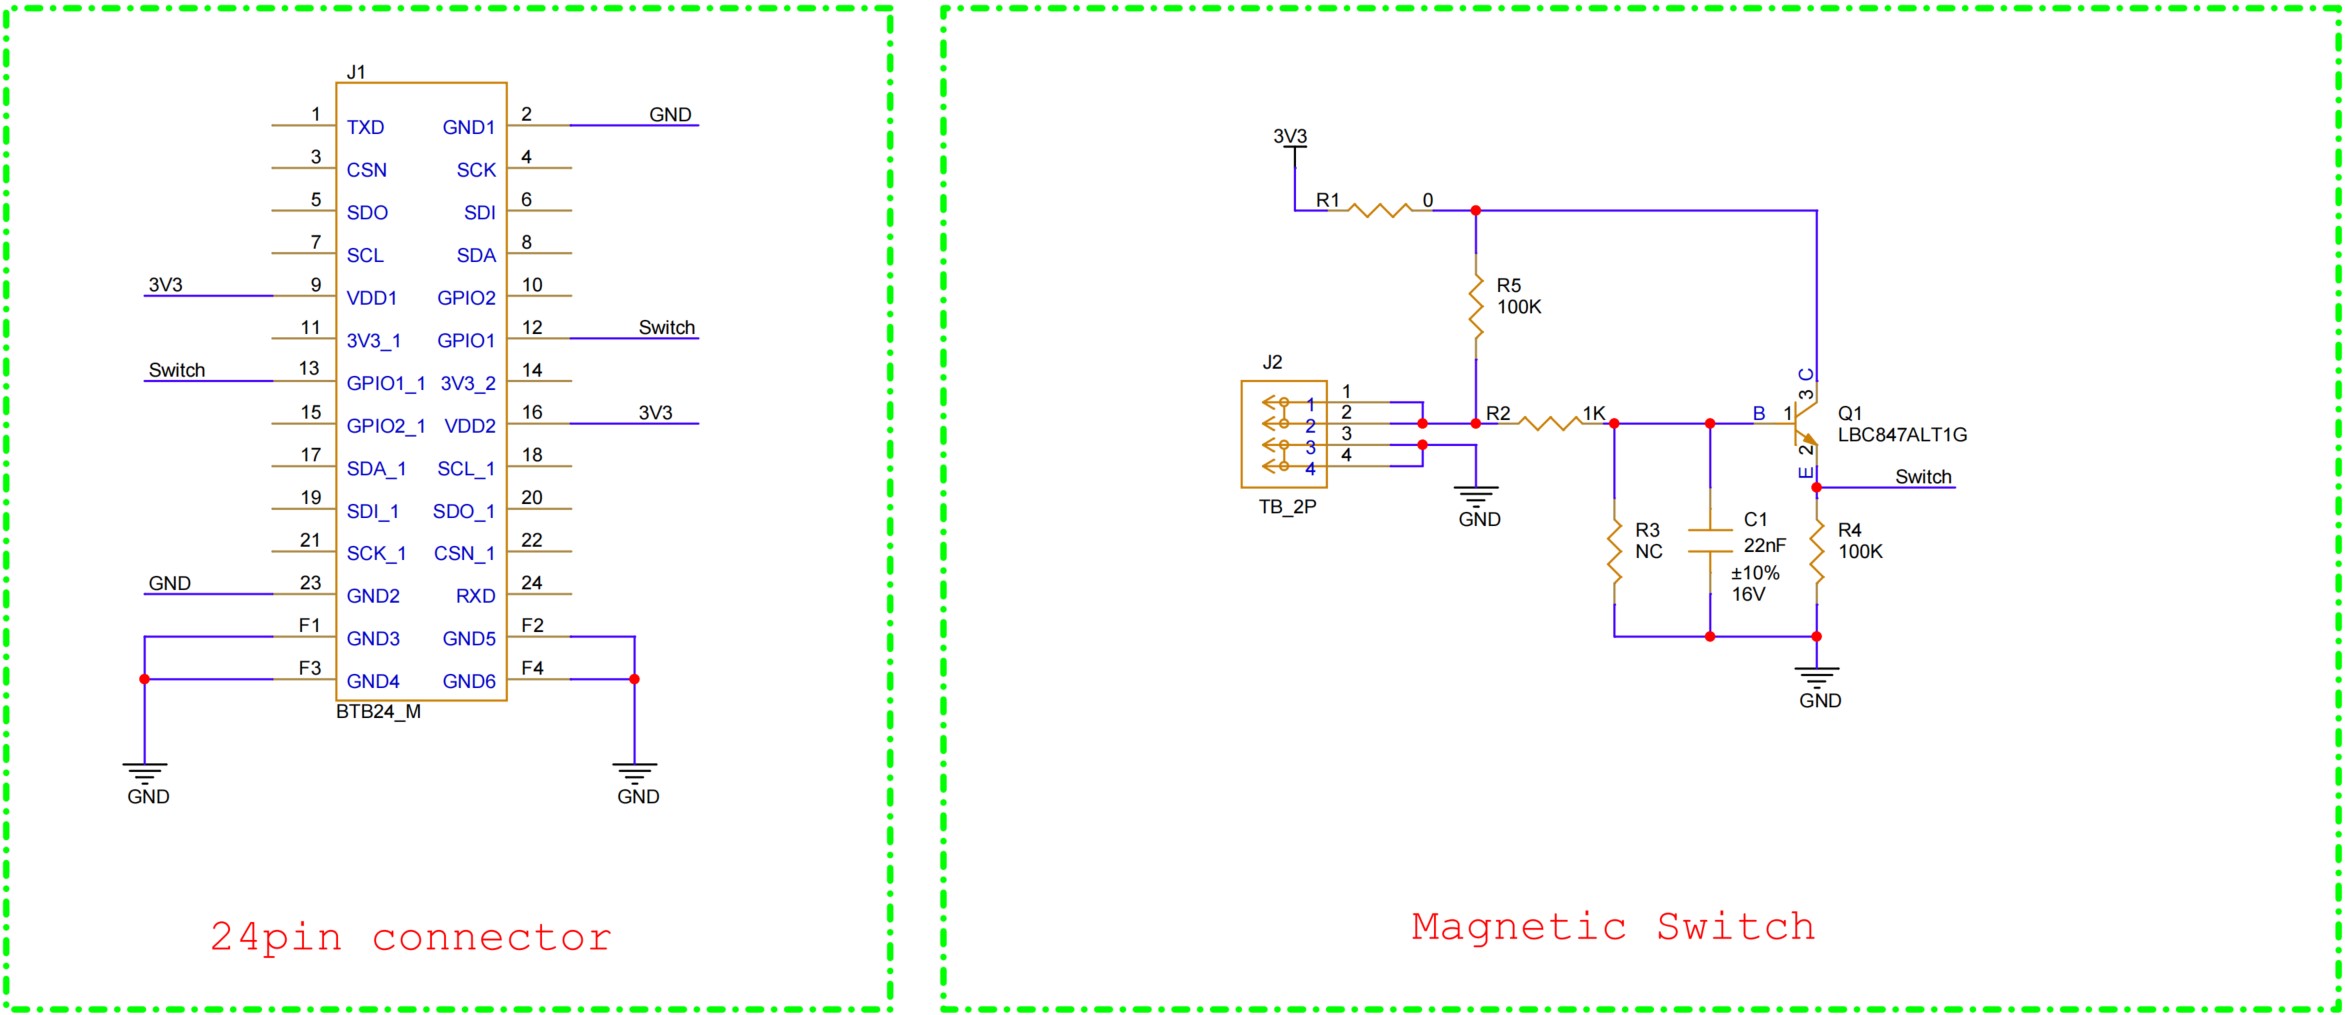 J1
1 TXD GND1 2 GND
3 CSN SCK 4
5 SDO SDI 6
7 SCL SDA 8
3V3 9 VDD1 GPIO2 10
11 3V3_1 GPIO1 12 Switch
Switch 13 GPIO1_1 3V3_2 14
15 GPIO2_1 VDD2 16 3V3
17 SDA_1 SCL_1 18
19 SDI_1 SDO_1 20
21 SCK_1 CSN_1 22
GND 23 GND2 RXD 24
F1 GND3 GND5 F2
F3 GND4 GND6 F4
BTB24_M
GND GND
24pin connector
3V3
R1 0
R5
100K
J2
1 1
2 2
3 3
4 4
TB_2P
GND
R2 1K
B 1
C
3
2
E
Q1
LBC847ALT1G
Switch
R3
NC
C1
22nF
±10%
16V
R4
100K
GND
Magnetic Switch